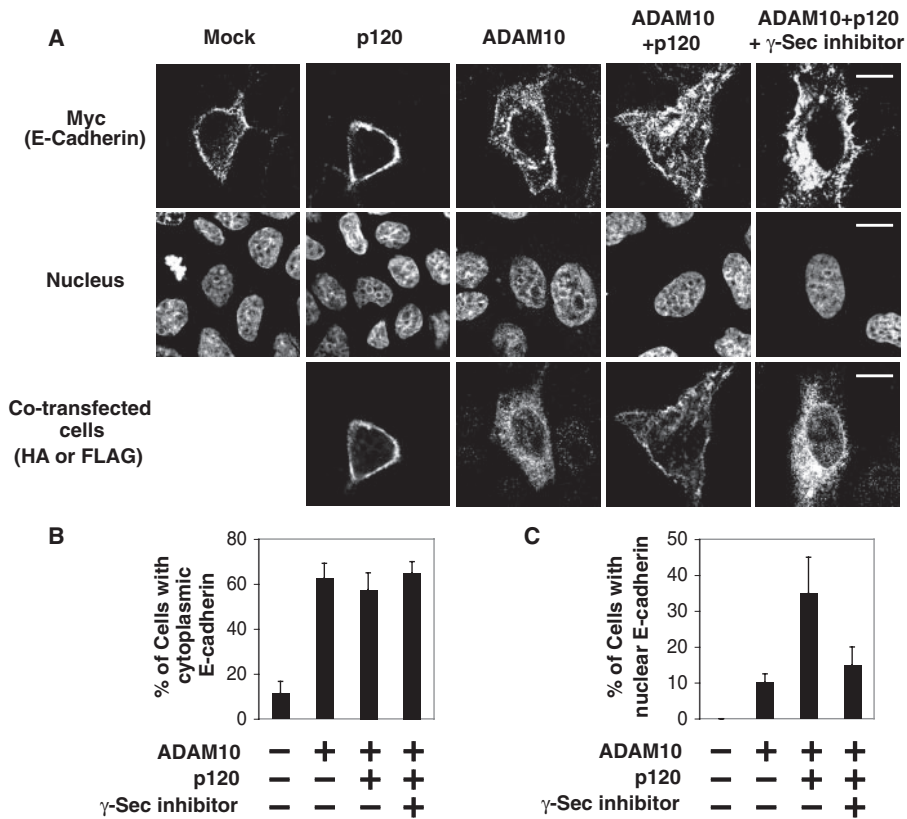 A
Mock
p120
ADAM10
ADAM10
+p120
ADAM10+p120
+ γ-Sec inhibitor
Myc
(E-Cadherin)
Nucleus
Co-transfected
cells
(HA or FLAG)
B
% of Cells with
cytoplasmic
E-cadherin
80
60
40
20
0
ADAM10 − + + +
p120 − − + +
γ-Sec inhibitor − − − +
C
% of Cells with
nuclear E-cadherin
50
40
30
20
10
0
ADAM10 − + + +
p120 − − + +
γ-Sec inhibitor − − − +